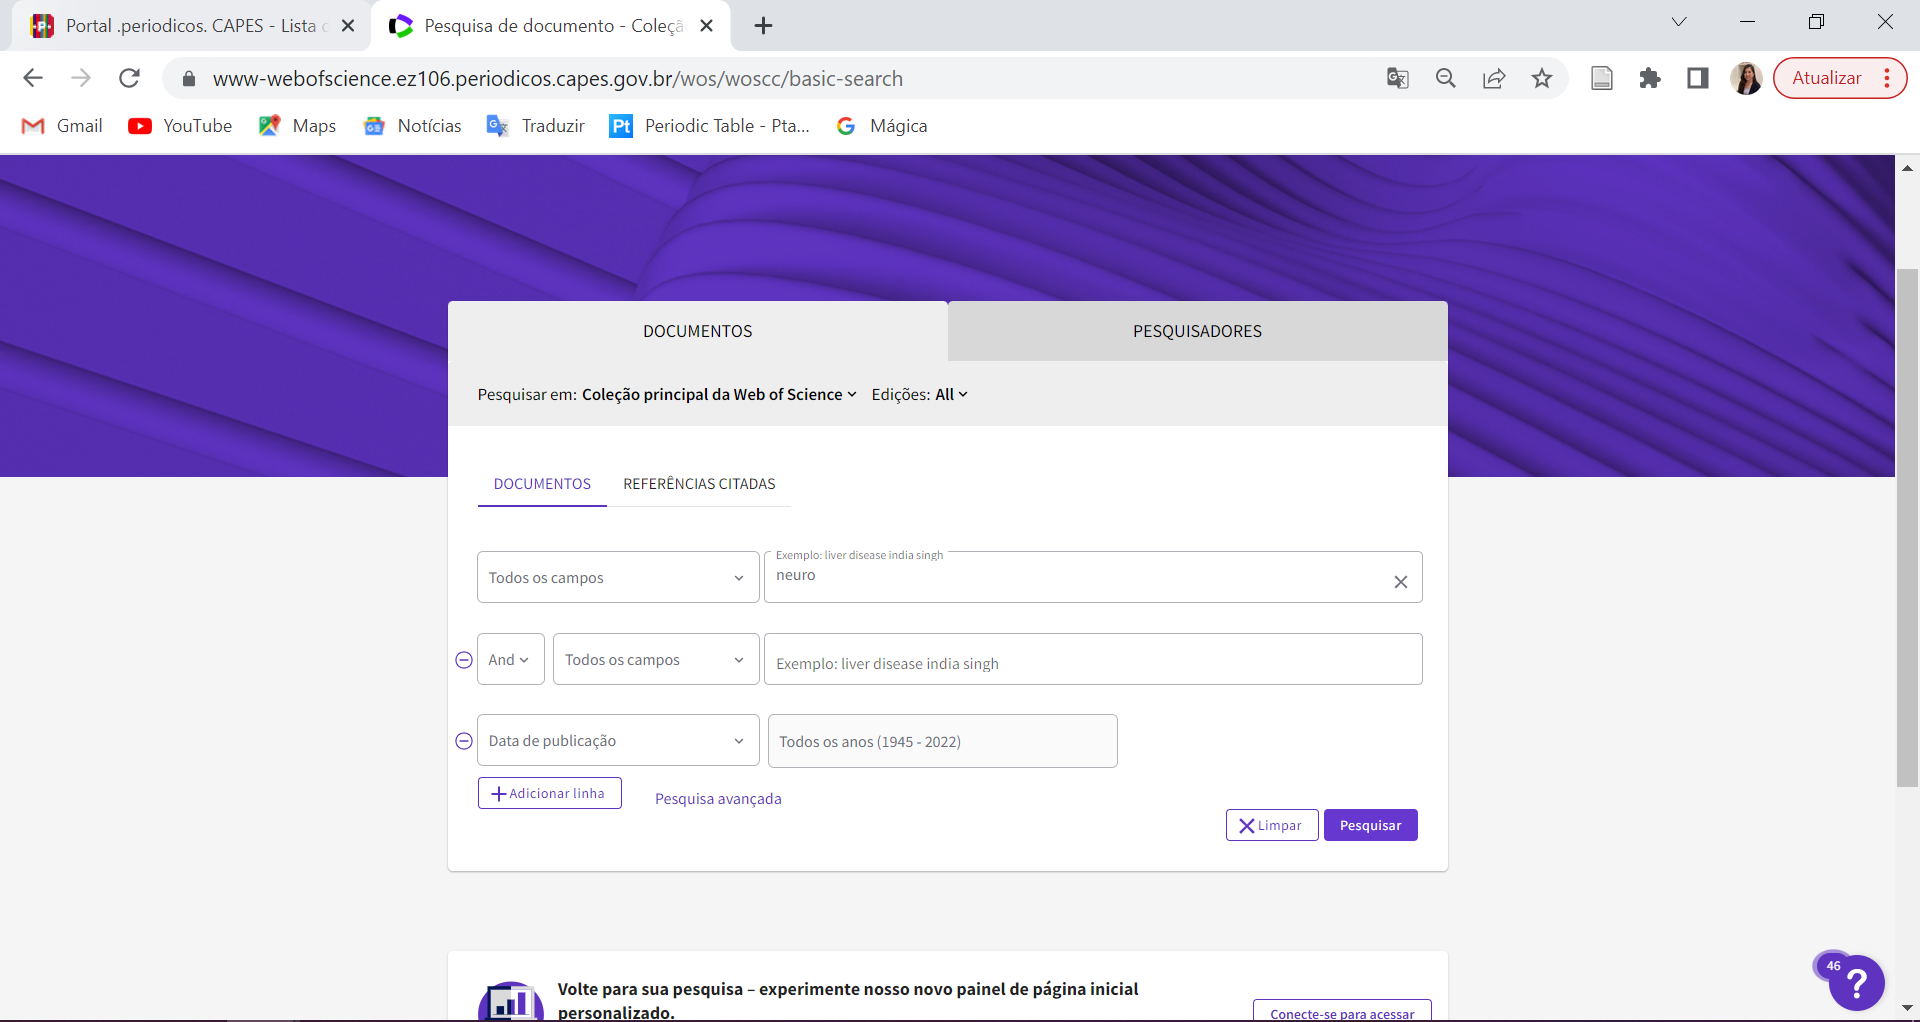 Portal .periodicos. CAPES - Lista
Pesquisa de documento - Coleçã
www-webofscience.ez106.periodicos.capes.gov.br/wos/woscc/basic-search
Atualizar
Gmail
YouTube
Maps
Notícias
Traduzir
Pt
Periodic Table - Pta...
Mágica
DOCUMENTOS
PESQUISADORES
Pesquisar em: Coleção principal da Web of Science
Edições: All
DOCUMENTOS
REFERÊNCIAS CITADAS
Todos os campos
Exemplo: liver disease india singh
neuro
And
Todos os campos
Exemplo: liver disease india singh
Data de publicação
Todos os anos (1945 - 2022)
Adicionar linha
Pesquisa avançada
Limpar
Pesquisar
46
?
Volte para sua pesquisa – experimente nosso novo painel de página inicial
personalizado.
Conecte-se para acessar